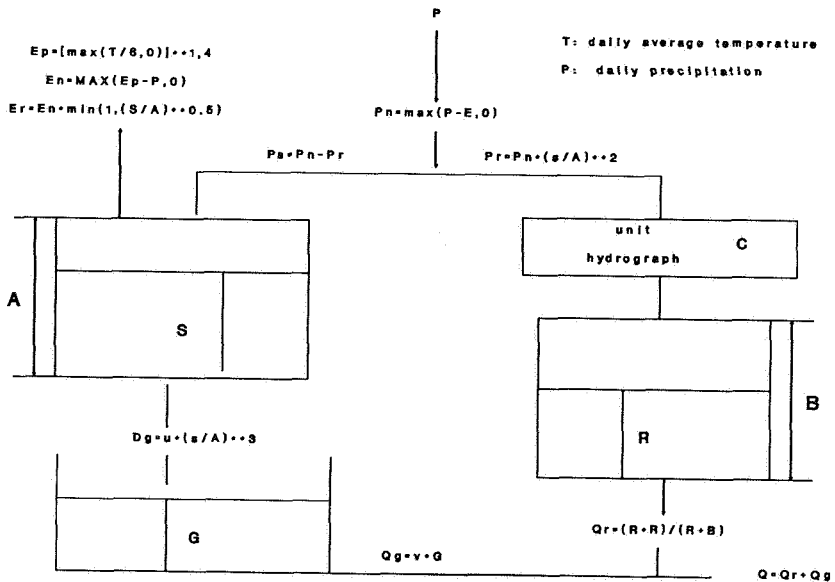 P
T: daily average temperature
P: daily precipitation
Ep=[max(T/6,0)]**1,4
En=MAX(Ep-P,0)
Er=En*min(1,(S/A)**0.5)
Pn=max(P-E,0)
Ps=Pn-Pr
Pr=Pn*(s/A)**2
unit
hydrograph
C
A
S
B
R
Dg=u*(s/A)**3
G
Qr=(R*R)/(R+B)
Qg=v*G
Q=Qr+Qg